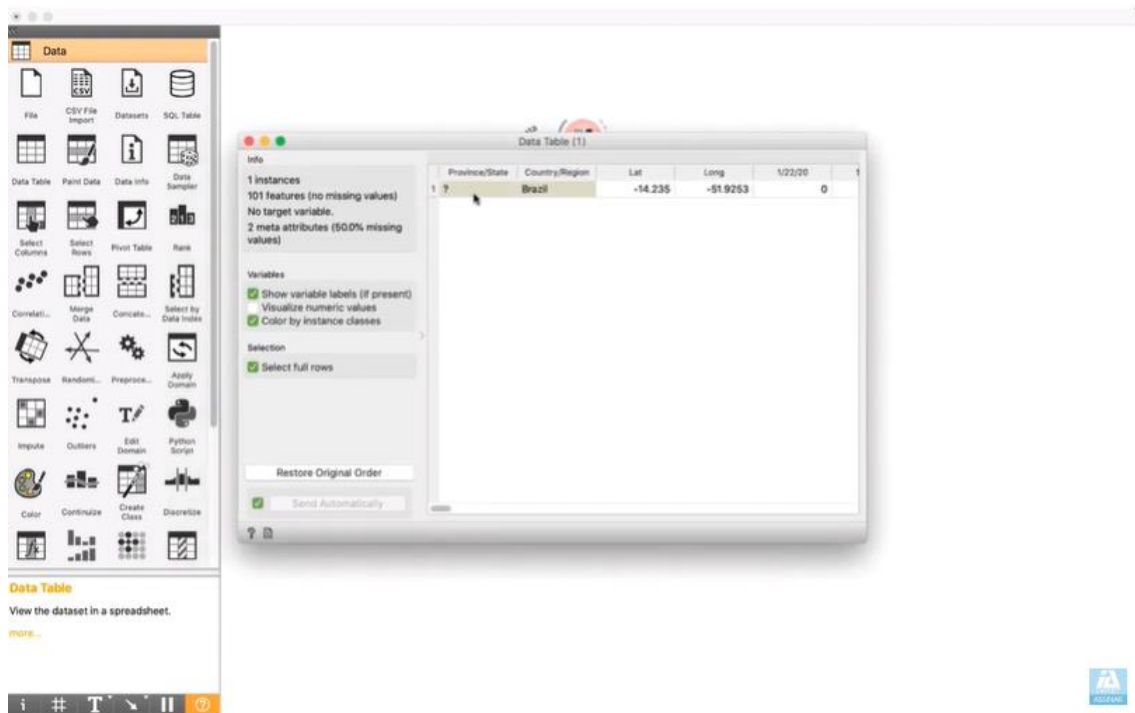 Data
File
CSV File Import
Datasets
SQL Table
Data Table
Paint Data
Data Info
Data Sampler
Select Columns
Select Rows
Pivot Table
Rank
Correlati...
Merge Data
Concate...
Select by Data Index
Transpose
Randomi...
Preproce...
Apply Domain
Impute
Outliers
Edit Domain
Python Script
Color
Continuize
Create Class
Discretize
Data Table
View the dataset in a spreadsheet.
more...
Data Table (1)
Info
1 instances
101 features (no missing values)
No target variable.
2 meta attributes (50.0% missing values)
Variables
Show variable labels (if present)
Visualize numeric values
Color by instance classes
Selection
Select full rows
Restore Original Order
Send Automatically
Province/State Country/Region Lat Long 1/22/20 1
1 ? Brazil -14.235 -51.9253 0